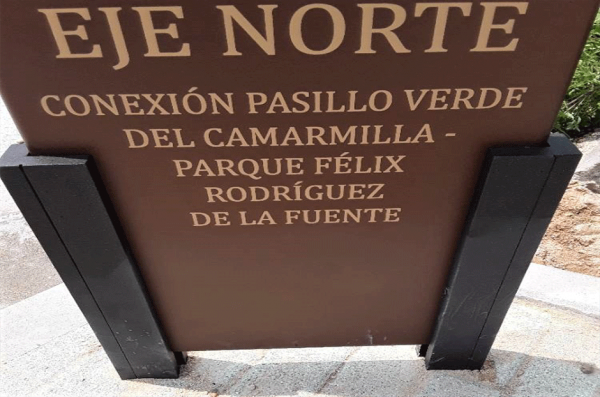 EJE NORTE
CONEXIÓN PASILLO VERDE
DEL CAMARMILLA -
PARQUE FÉLIX
RODRÍGUEZ
DE LA FUENTE